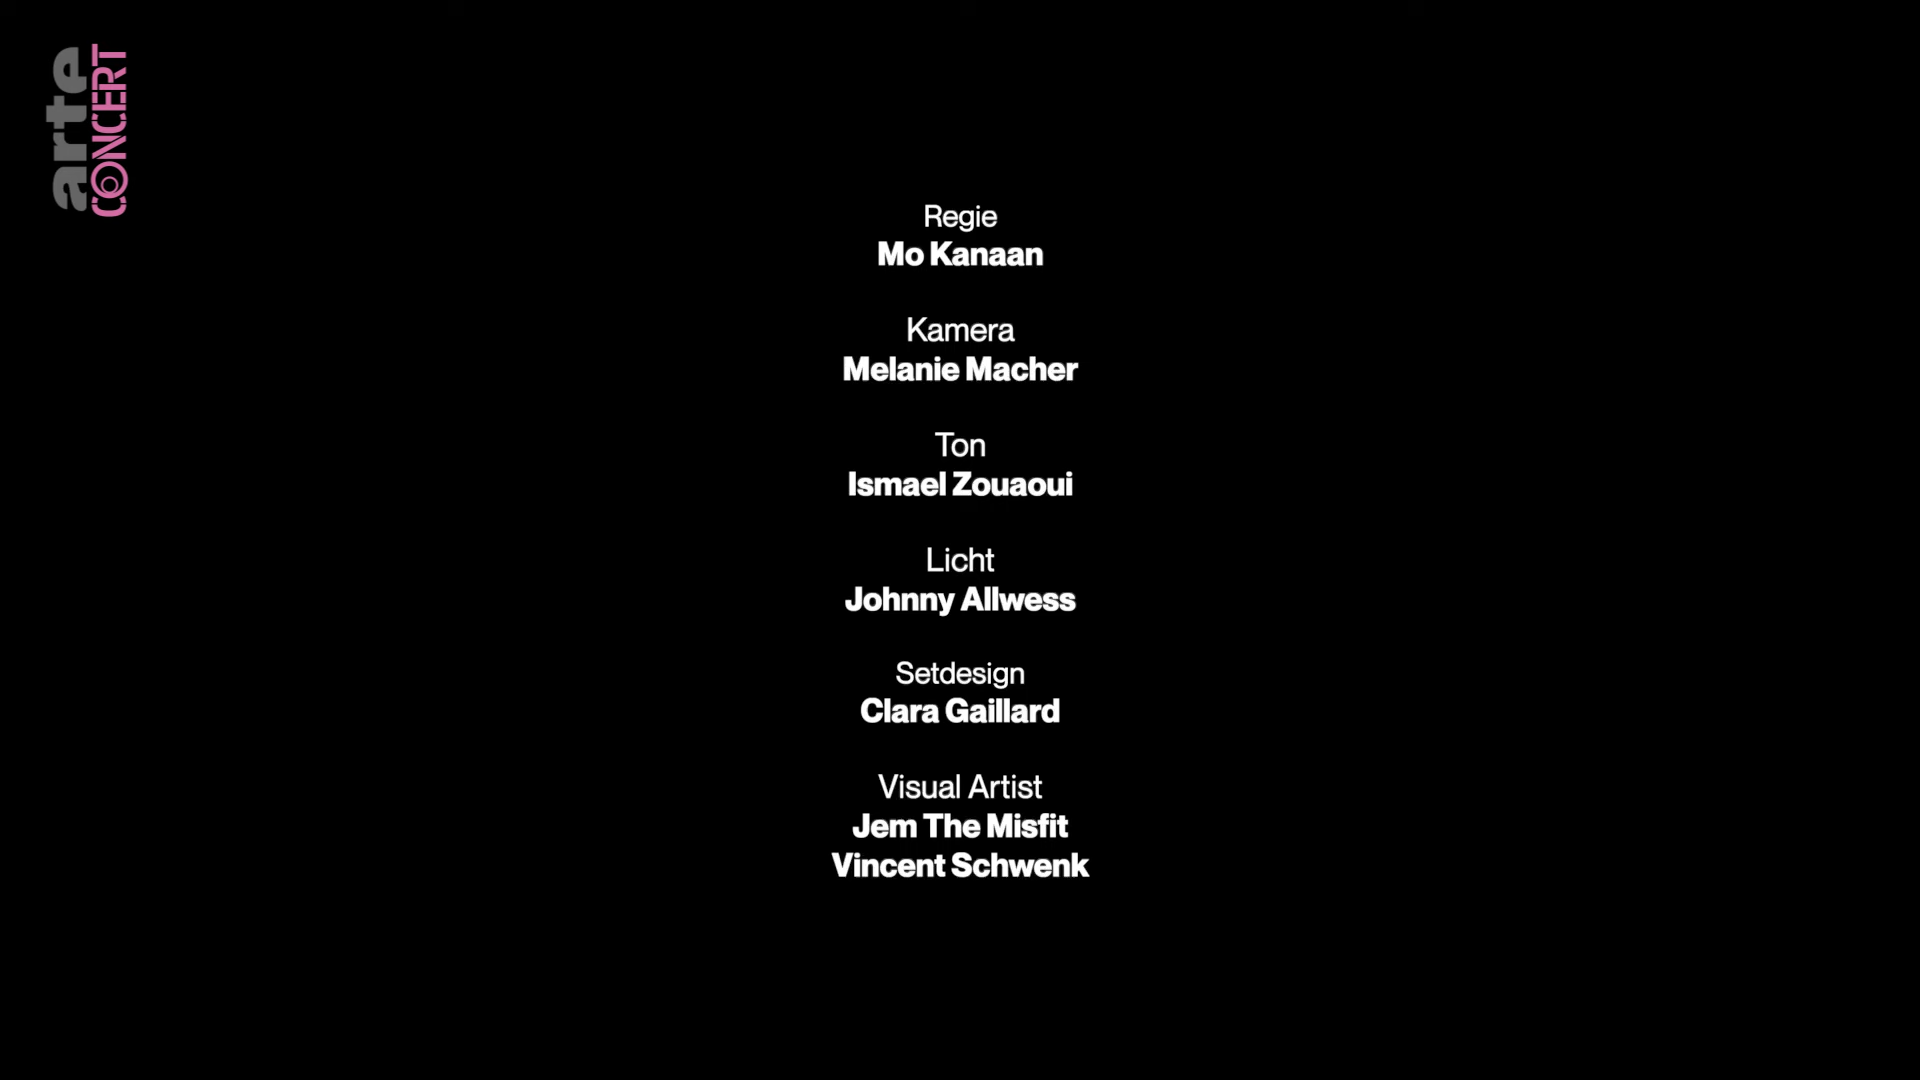 arte
CONCERT
Regie
Mo Kanaan
Kamera
Melanie Macher
Ton
Ismael Zouaoui
Licht
Johnny Allwess
Setdesign
Clara Gaillard
Visual Artist
Jem The Misfit
Vincent Schwenk